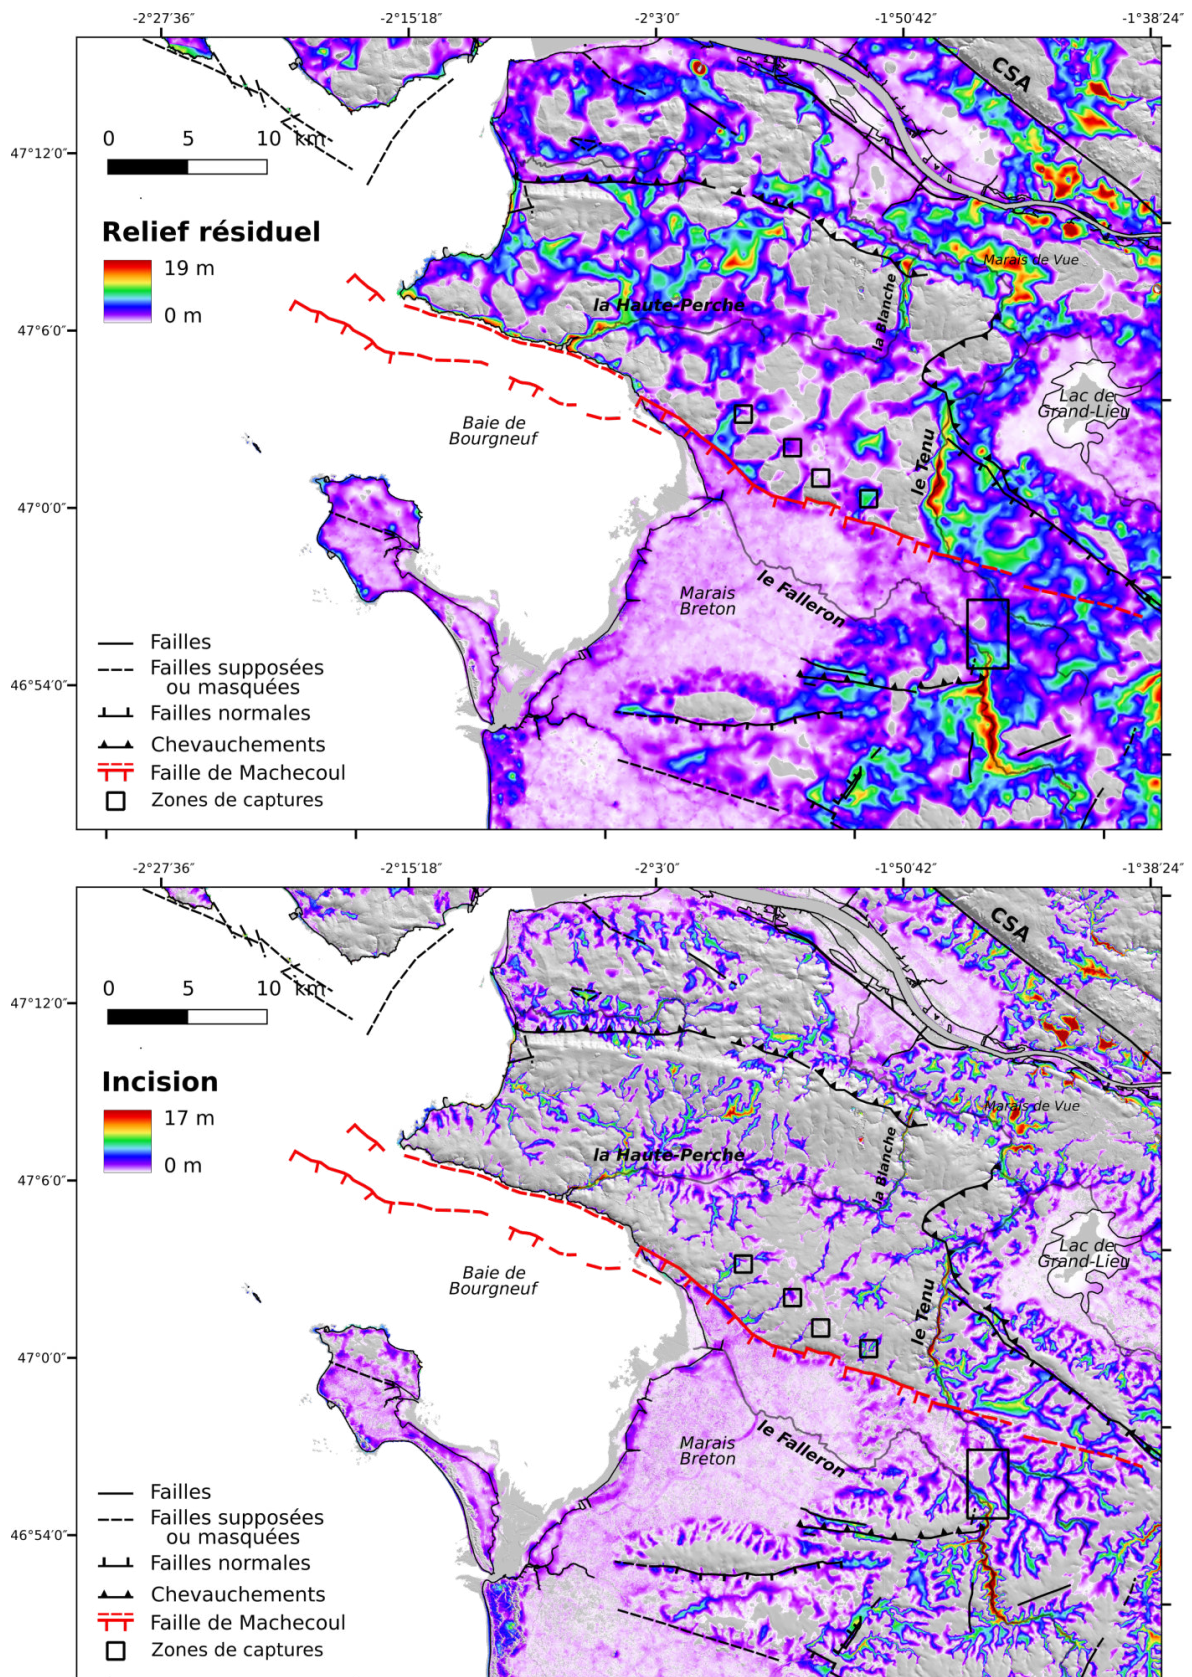 -2°27′36″ -2°15′18″ -2°3′0″ -1°50′42″ -1°38′24″
CSA
0 5 10 km
47°12′0″
Relief résiduel
19 m
0 m
Marais de Vue
la Haute-Perche
la Blanche
47°6′0″
Lac de
Grand-Lieu
Baie de
Bourgneuf
le Tenu
47°0′0″
Marais
Breton
le Falleron
Failles
Failles supposées
ou masquées
46°54′0″
Failles normales
Chevauchements
Faille de Machecoul
Zones de captures
-2°27′36″ -2°15′18″ -2°3′0″ -1°50′42″ -1°38′24″
CSA
0 5 10 km
47°12′0″
Incision
17 m
0 m
Marais de Vue
la Haute-Perche
la Blanche
47°6′0″
Lac de
Grand-Lieu
Baie de
Bourgneuf
le Tenu
47°0′0″
Marais
Breton
le Falleron
Failles
Failles supposées
ou masquées
46°54′0″
Failles normales
Chevauchements
Faille de Machecoul
Zones de captures